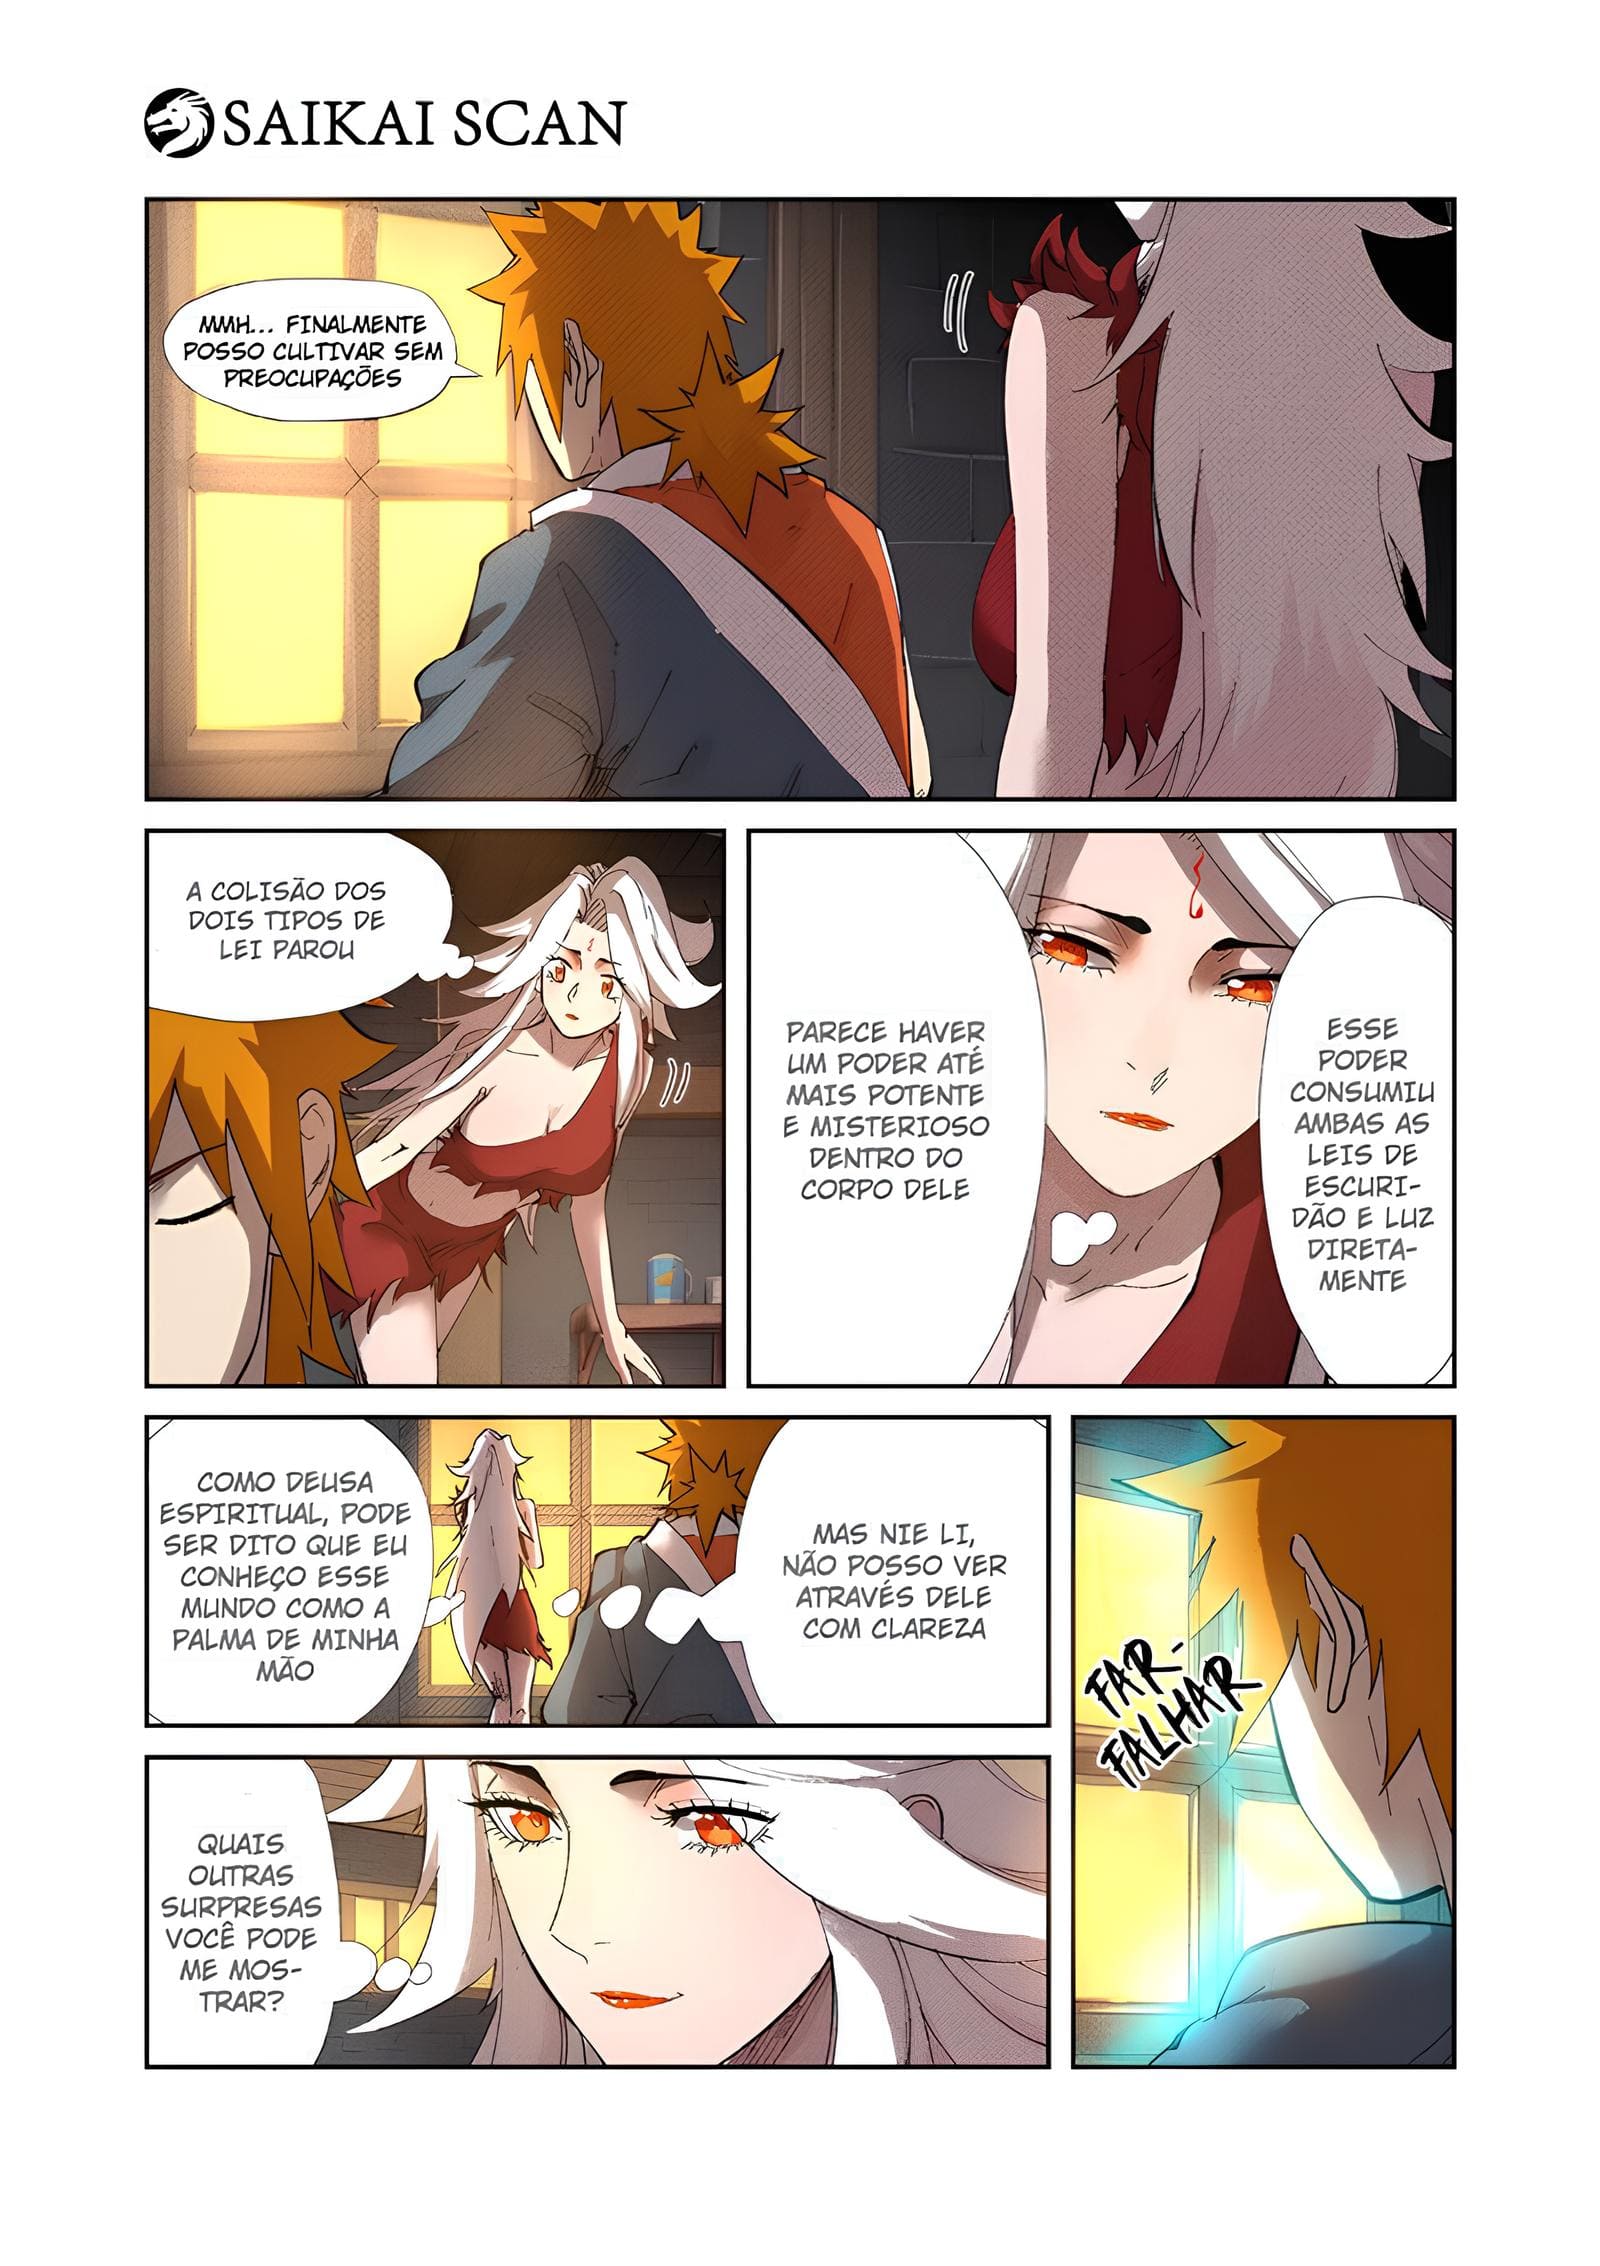 SAIKAI SCAN
MMH... FINALMENTE
POSSO CULTIVAR SEM
PREOCUPAÇÕES
A COLISÃO DOS
DOIS TIPOS DE
LEI PAROU
PARECE HAVER
UM PODER ATÉ
MAIS POTENTE
E MISTERIOSO
DENTRO DO
CORPO DELE
ESSE
PODER
CONSUMIU
AMBAS AS
LEIS DE
ESCURI-
DÃO E LUZ
DIRETA-
MENTE
COMO DEUSA
ESPIRITUAL, PODE
SER DITO QUE EU
CONHEÇO ESSE
MUNDO COMO A
PALMA DE MINHA
MÃO
MAS NIE LI,
NÃO POSSO VER
ATRAVÉS DELE
COM CLAREZA
FAR-
FALHAR
QUAIS
OUTRAS
SURPRESAS
VOCÊ PODE
ME MOS-
TRAR?